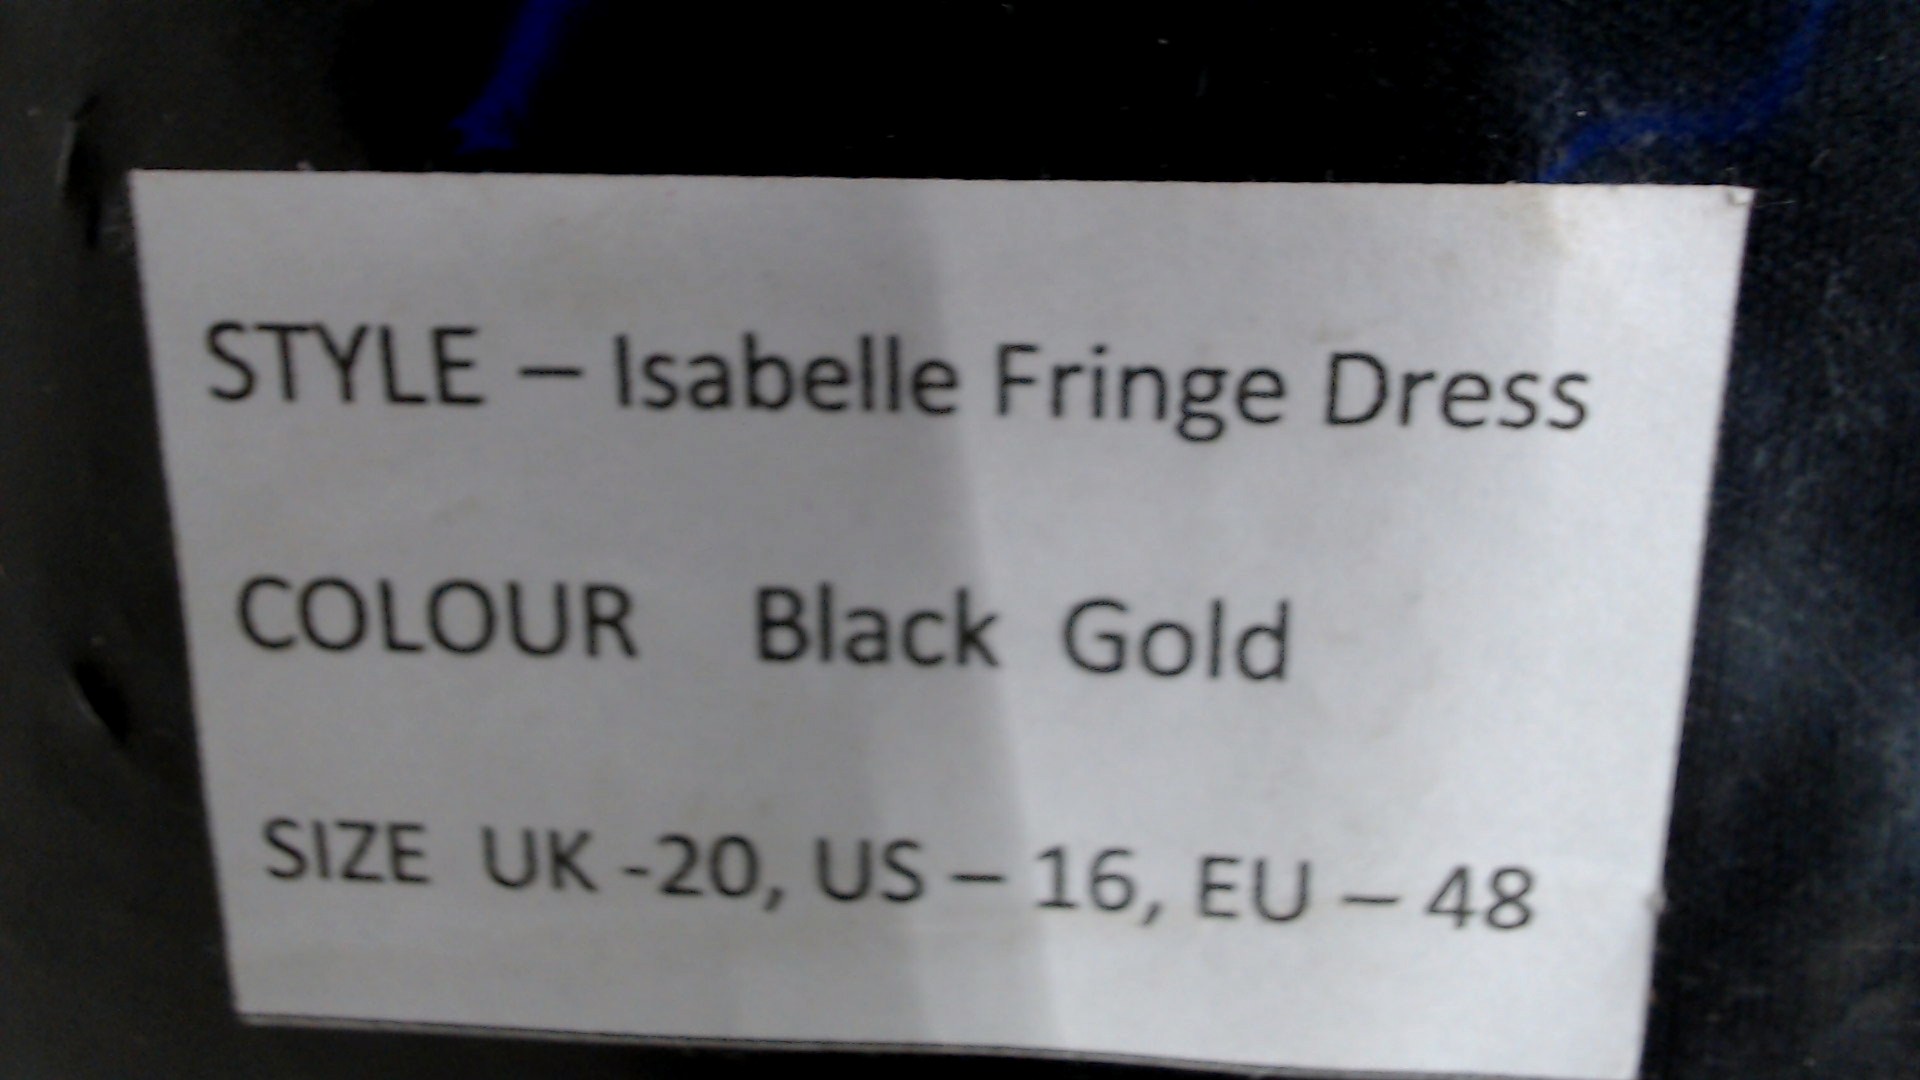 STYLE – Isabelle Fringe Dress
COLOUR Black Gold
SIZE UK -20, US – 16, EU – 48